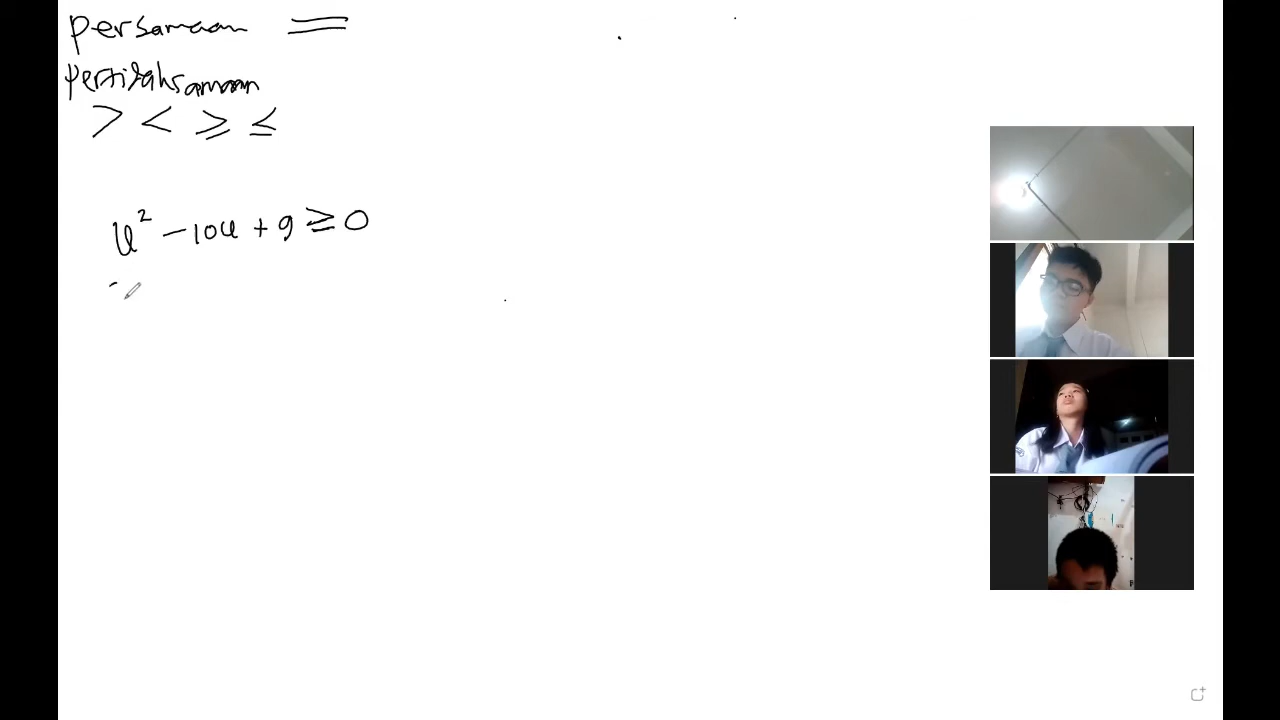 persamaan =
pertidaksamaan
> < ≥ ≤
u² - 10u + 9 ≥ 0